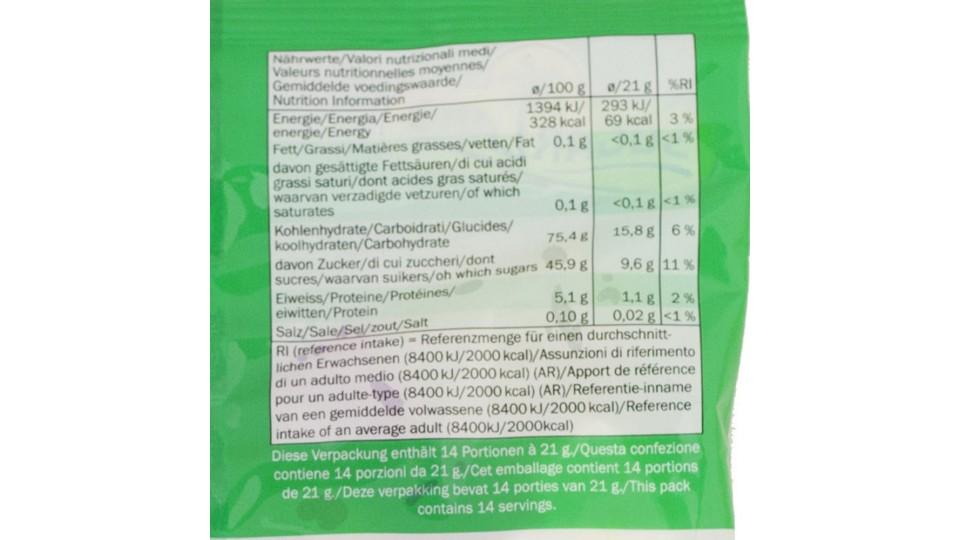 Nährwerte/Valori nutrizionali medi/
Valeurs nutritionnelles moyennes/
Gemiddelde voedingswaarde/
Nutrition Information ø/100 g ø/21 g %RI
Energie/Energia/Energie/ 1394 kJ/ 293 kJ/
energie/Energy 328 kcal 69 kcal 3 %
Fett/Grassi/Matières grasses/vetten/Fat 0,1 g <0,1 g <1 %
davon gesättigte Fettsäuren/di cui acidi
grassi saturi/dont acides gras saturés/
waarvan verzadigde vetzuren/of which
saturates 0,1 g <0,1 g <1 %
Kohlenhydrate/Carboidrati/Glucides/
koolhydraten/Carbohydrate 75,4 g 15,8 g 6 %
davon Zucker/di cui zuccheri/dont
sucres/waarvan suikers/oh which sugars 45,9 g 9,6 g 11 %
Eiweiss/Proteine/Protéines/
eiwitten/Protein 5,1 g 1,1 g 2 %
Salz/Sale/Sel/zout/Salt 0,10 g 0,02 g <1 %
RI (reference intake) = Referenzmenge für einen durchschnitt-
lichen Erwachsenen (8400 kJ/2000 kcal)/Assunzioni di riferimento
di un adulto medio (8400 kJ/2000 kcal) (AR)/Apport de référence
pour un adulte-type (8400 kJ/2000 kcal) (AR)/Referentie-inname
van een gemiddelde volwassene (8400 kJ/2000 kcal)/Reference
intake of an average adult (8400kJ/2000kcal)
Diese Verpackung enthält 14 Portionen à 21 g./Questa confezione
contiene 14 porzioni da 21 g./Cet emballage contient 14 portions
de 21 g./Deze verpakking bevat 14 porties van 21 g./This pack
contains 14 servings.